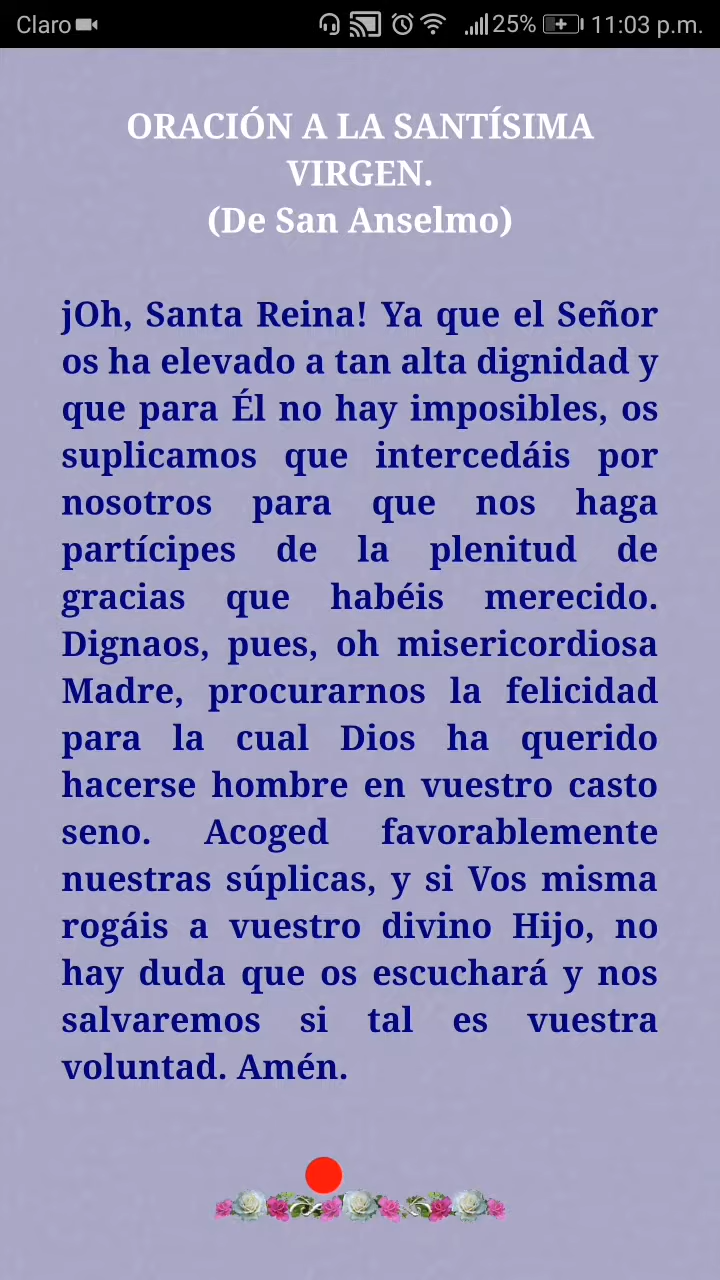 Claro 25% 11:03 p.m.
ORACIÓN A LA SANTÍSIMA
VIRGEN.
(De San Anselmo)
jOh, Santa Reina! Ya que el Señor
os ha elevado a tan alta dignidad y
que para Él no hay imposibles, os
suplicamos que intercedáis por
nosotros para que nos haga
partícipes de la plenitud de
gracias que habéis merecido.
Dignaos, pues, oh misericordiosa
Madre, procurarnos la felicidad
para la cual Dios ha querido
hacerse hombre en vuestro casto
seno. Acoged favorablemente
nuestras súplicas, y si Vos misma
rogáis a vuestro divino Hijo, no
hay duda que os escuchará y nos
salvaremos si tal es vuestra
voluntad. Amén.